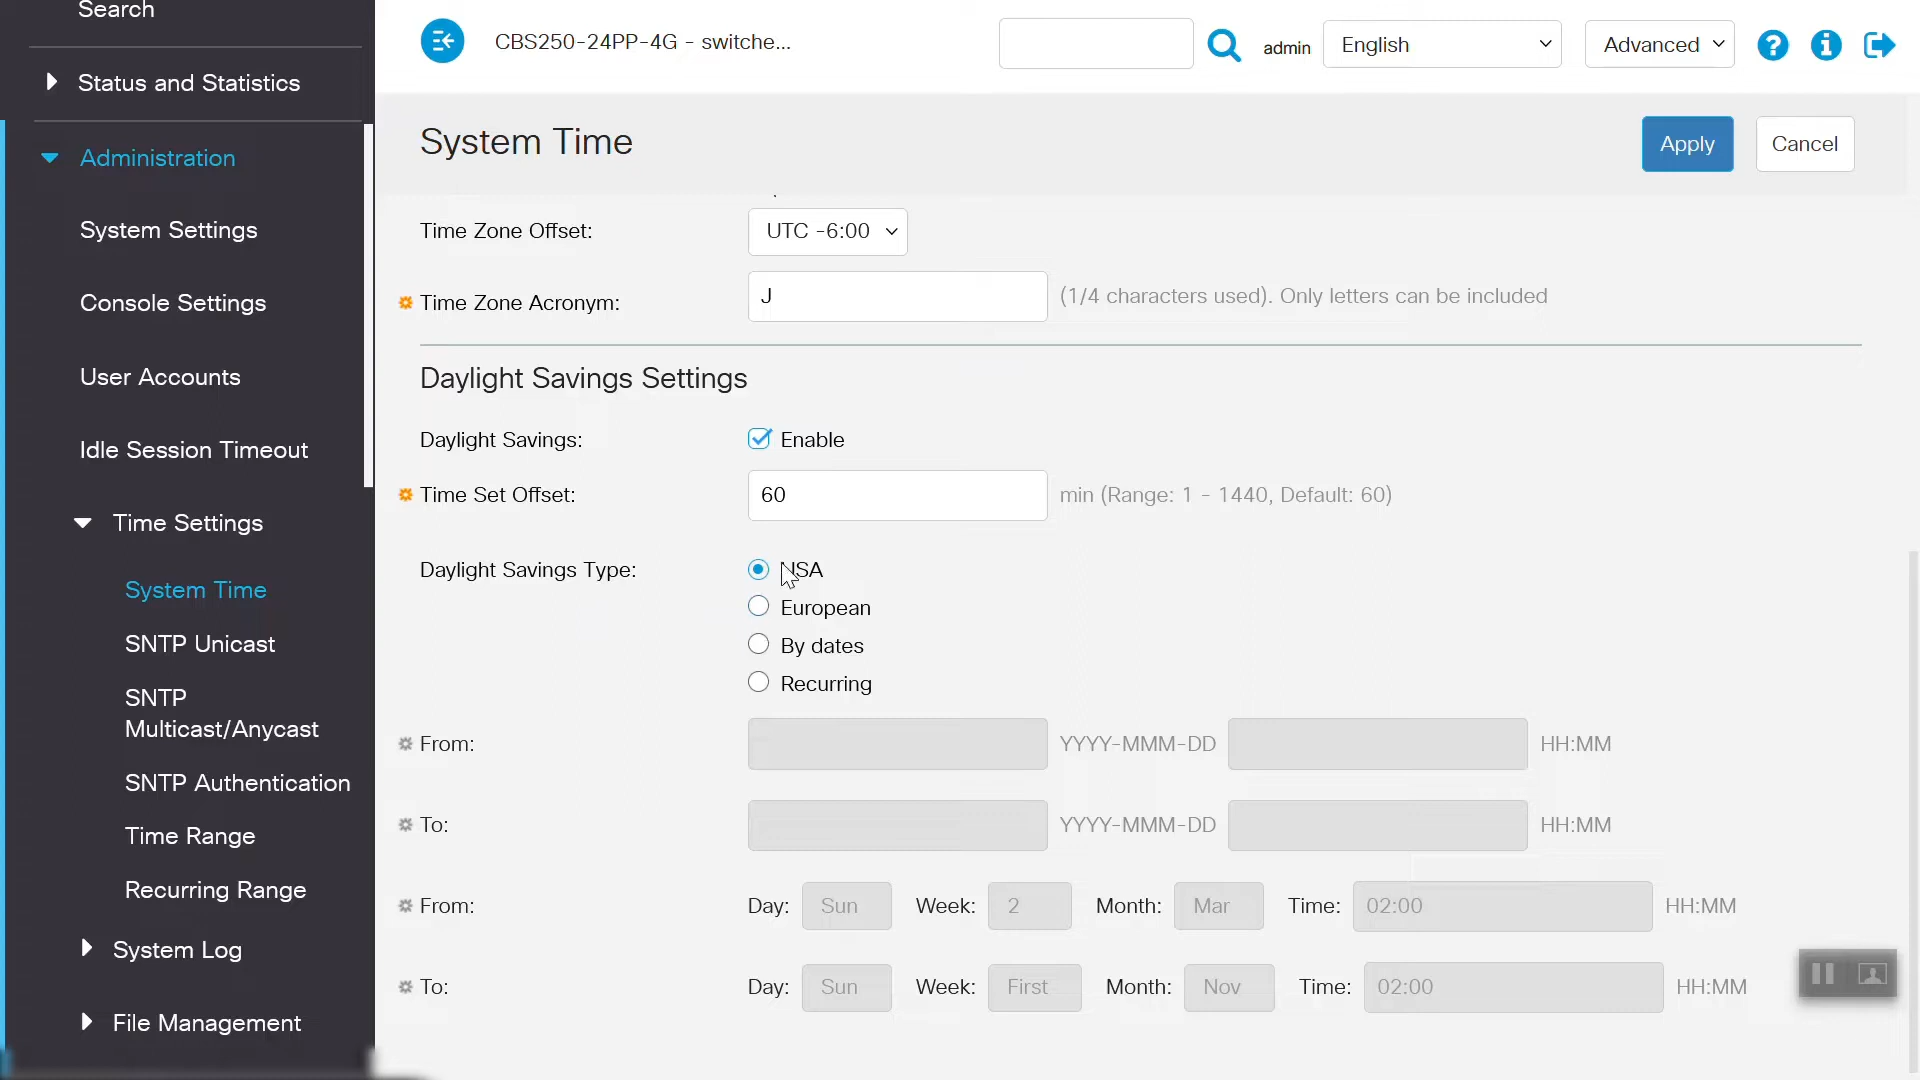 Search
CBS250-24PP-4G - switche...
admin
English
Advanced
Status and Statistics
Administration
System Settings
Console Settings
User Accounts
Idle Session Timeout
Time Settings
System Time
SNTP Unicast
SNTP
Multicast/Anycast
SNTP Authentication
Time Range
Recurring Range
System Log
File Management
System Time
Apply
Cancel
Time Zone Offset: UTC -6:00
Time Zone Acronym: J (1/4 characters used). Only letters can be included
Daylight Savings Settings
Daylight Savings: Enable
Time Set Offset: 60 min (Range: 1 - 1440, Default: 60)
Daylight Savings Type: USA
European
By dates
Recurring
From: YYYY-MMM-DD HH:MM
To: YYYY-MMM-DD HH:MM
From: Day: Sun Week: 2 Month: Mar Time: 02:00 HH:MM
To: Day: Sun Week: First Month: Nov Time: 02:00 HH:MM